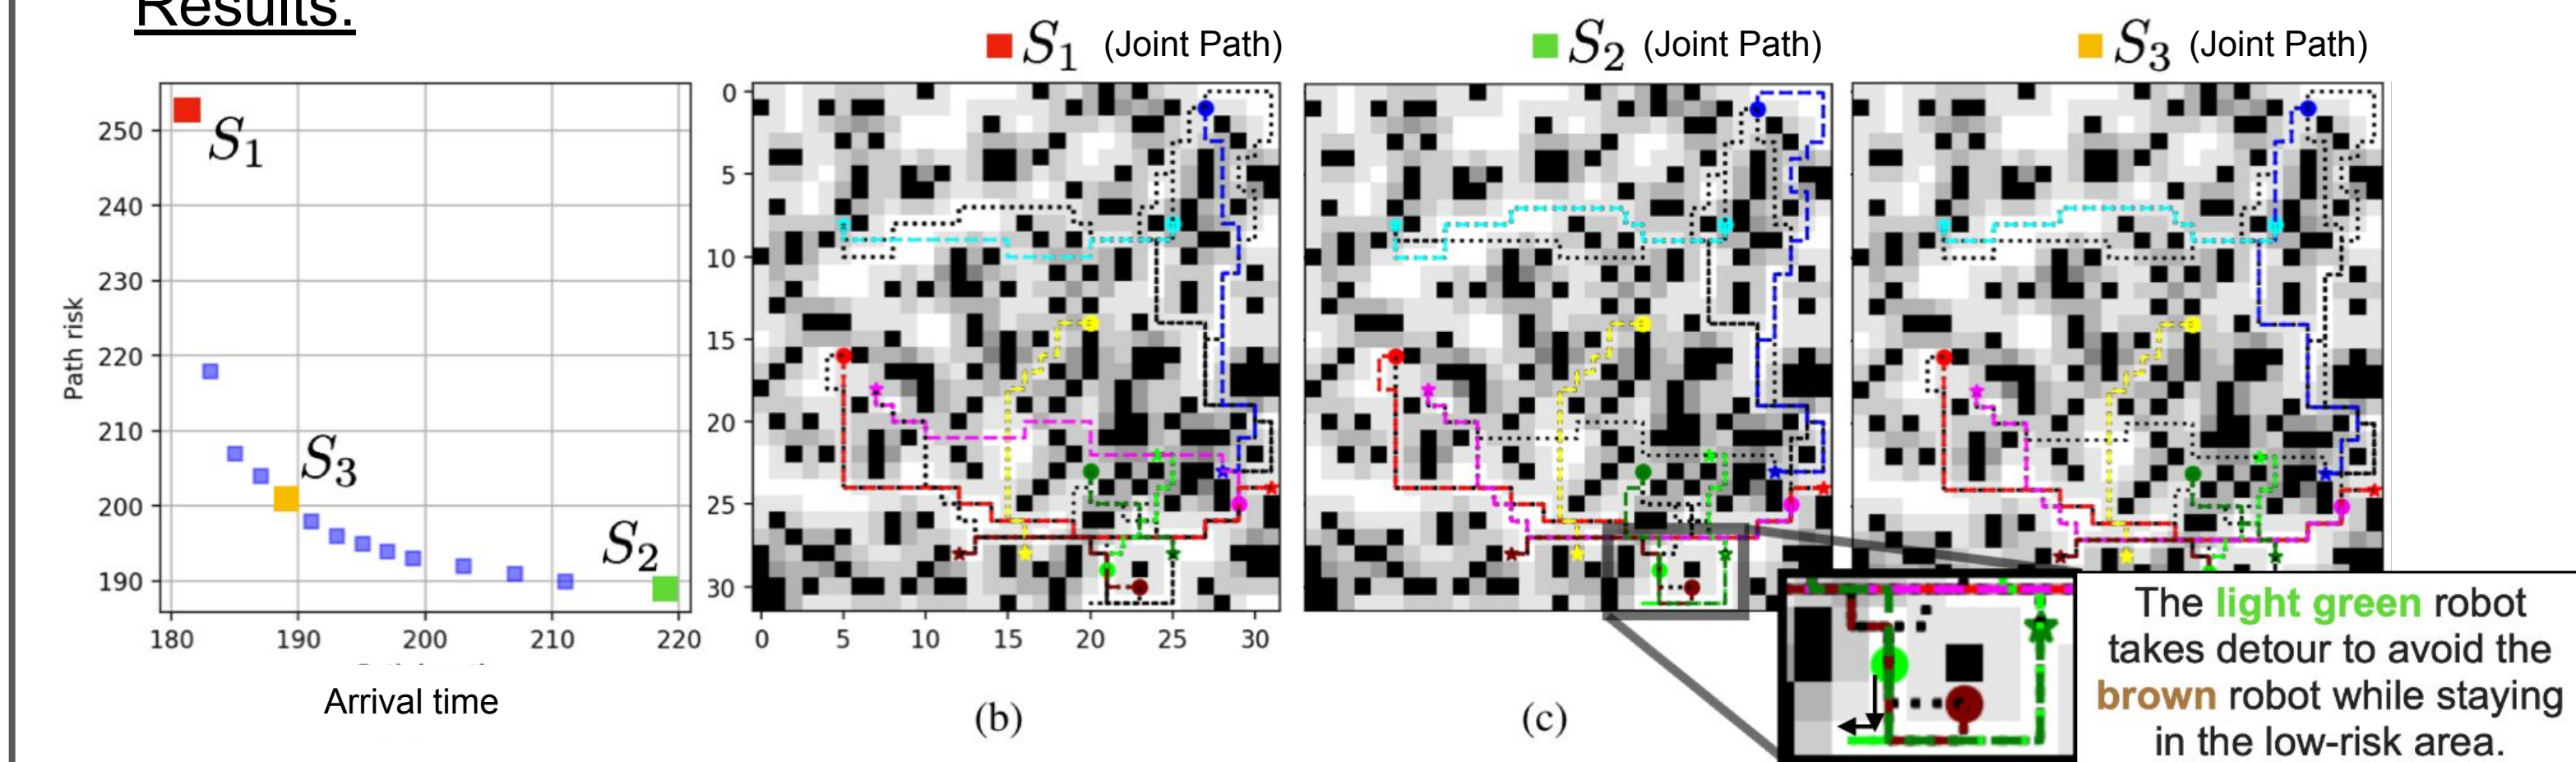 Results:
S1 (Joint Path)
S2 (Joint Path)
S3 (Joint Path)
Path risk
250
240
230
220
210
200
190
180 190 200 210 220
S1
S3
S2
Arrival time
0
5
10
15
20
25
30
0 5 10 15 20 25 30
(b)
(c)
The light green robot
takes detour to avoid the
brown robot while staying
in the low-risk area.